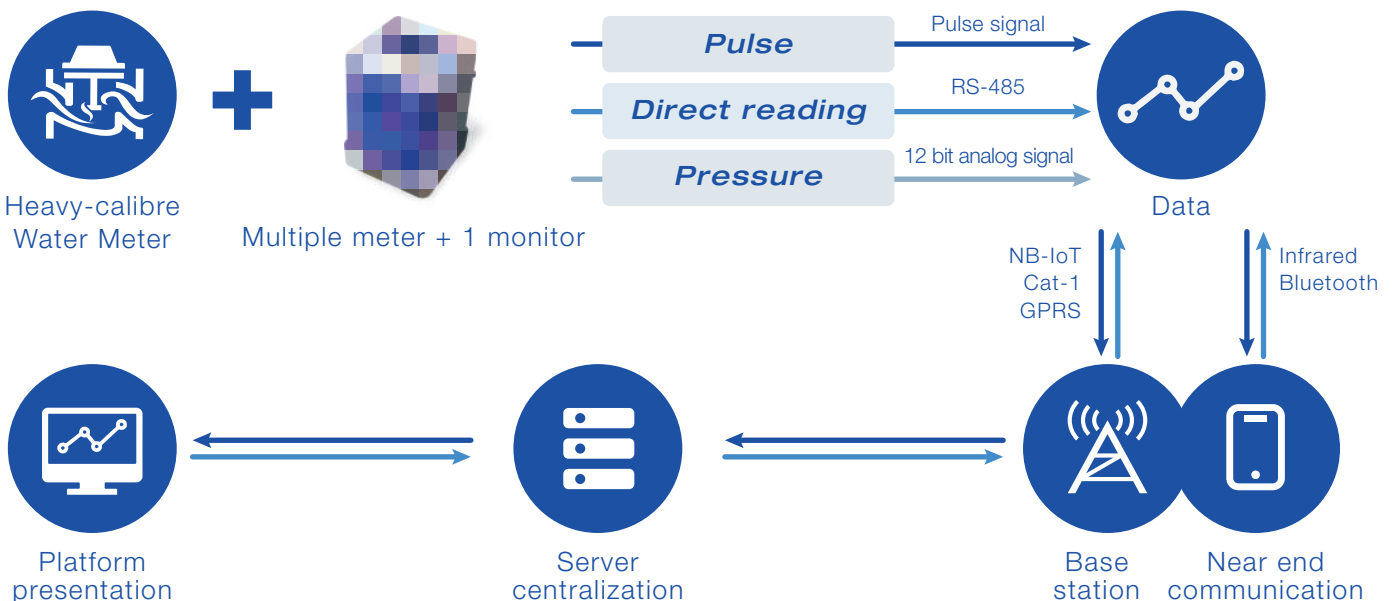 Pulse
Pulse signal
Direct reading
RS-485
Pressure
12 bit analog signal
Heavy-calibre
Water Meter
Multiple meter + 1 monitor
Data
NB-IoT
Cat-1
GPRS
Infrared
Bluetooth
Platform
presentation
Server
centralization
Base
station
Near end
communication